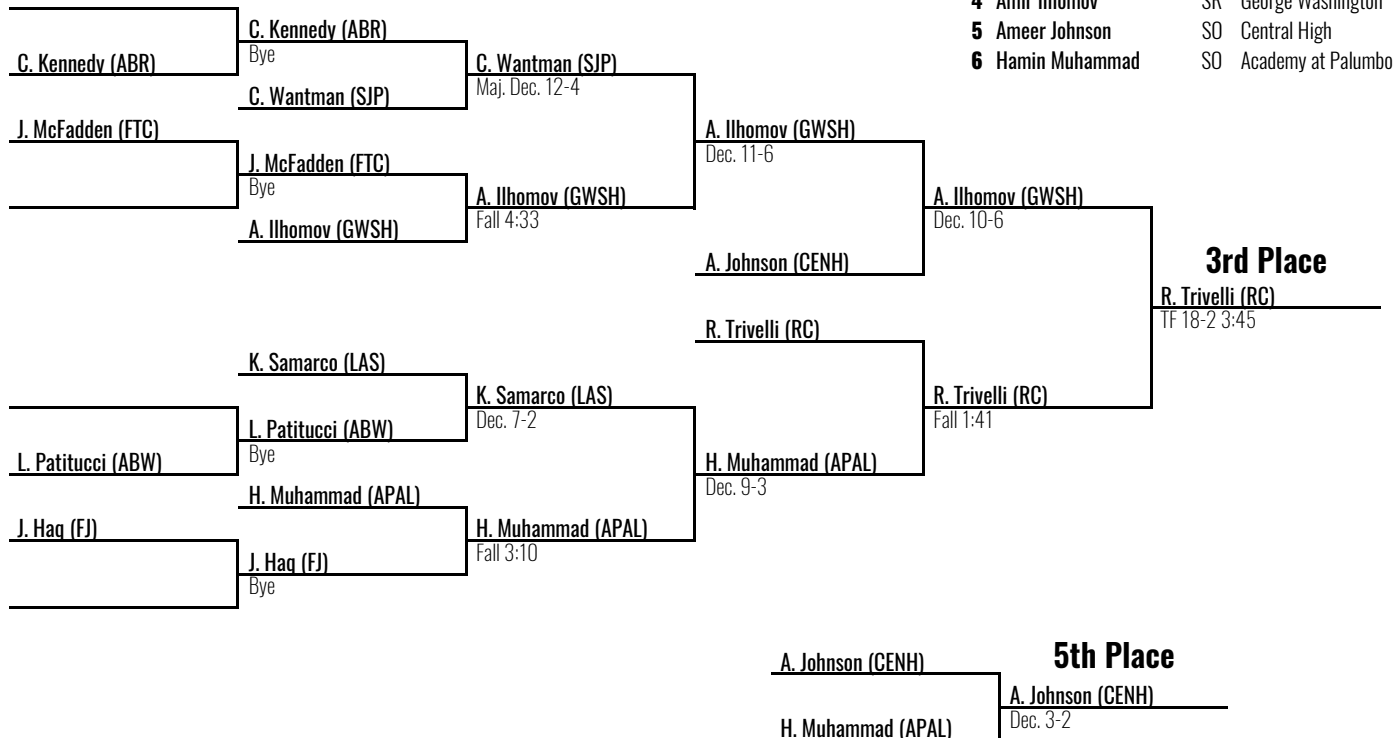 4 Amir Ilhomov SR George Washington
5 Ameer Johnson SO Central High
6 Hamin Muhammad SO Academy at Palumbo
C. Kennedy (ABR)
J. McFadden (FTC)
L. Patitucci (ABW)
J. Haq (FJ)
C. Kennedy (ABR)
Bye
C. Wantman (SJP)
J. McFadden (FTC)
Bye
A. Ilhomov (GWSH)
K. Samarco (LAS)
L. Patitucci (ABW)
Bye
H. Muhammad (APAL)
J. Haq (FJ)
Bye
C. Wantman (SJP)
Maj. Dec. 12-4
A. Ilhomov (GWSH)
Fall 4:33
K. Samarco (LAS)
Dec. 7-2
H. Muhammad (APAL)
Fall 3:10
A. Ilhomov (GWSH)
Dec. 11-6
A. Johnson (CENH)
R. Trivelli (RC)
H. Muhammad (APAL)
Dec. 9-3
A. Ilhomov (GWSH)
Dec. 10-6
R. Trivelli (RC)
Fall 1:41
3rd Place
R. Trivelli (RC)
TF 18-2 3:45
5th Place
A. Johnson (CENH)
H. Muhammad (APAL)
A. Johnson (CENH)
Dec. 3-2